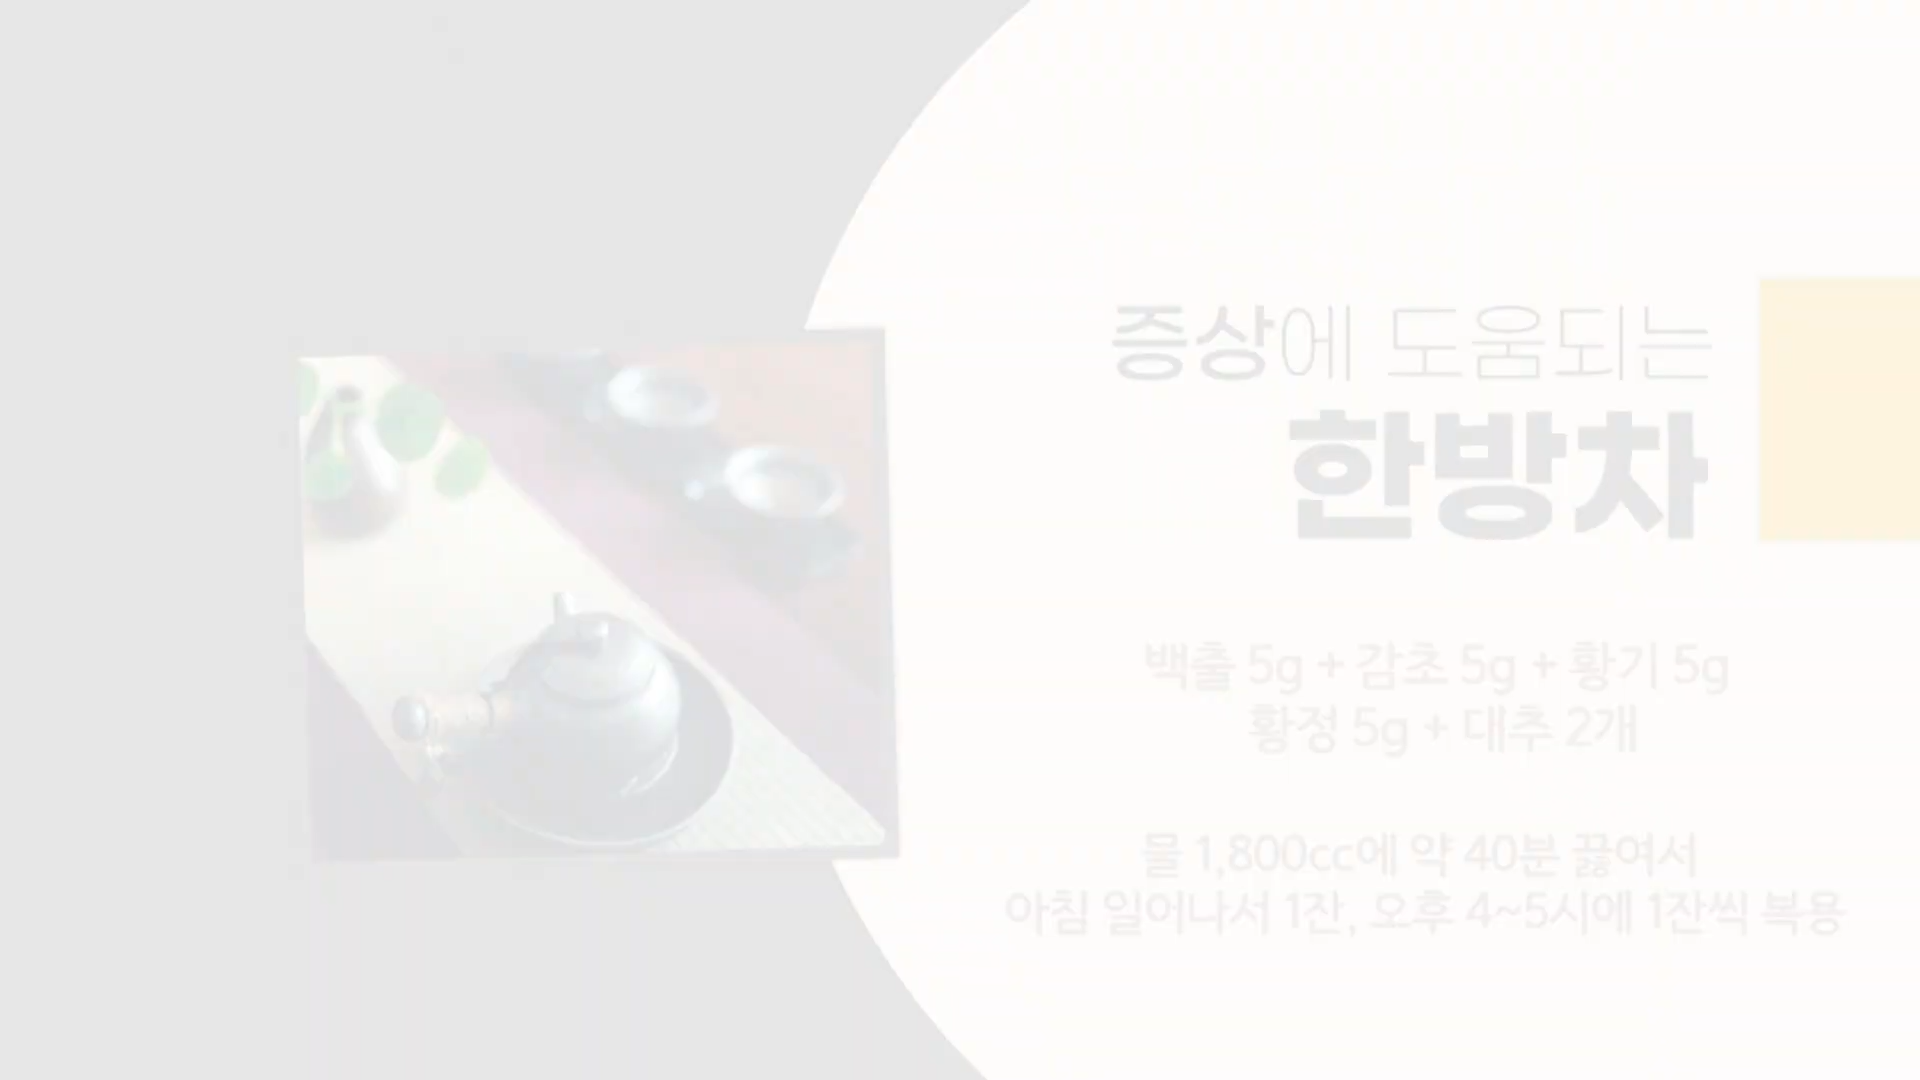 증상에 도움되는
한방차
백출 5g + 감초 5g + 황기 5g
황정 5g + 대추 2개
물 1,800cc에 약 40분 끓여서
아침 일어나서 1잔, 오후 4~5시에 1잔씩 복용